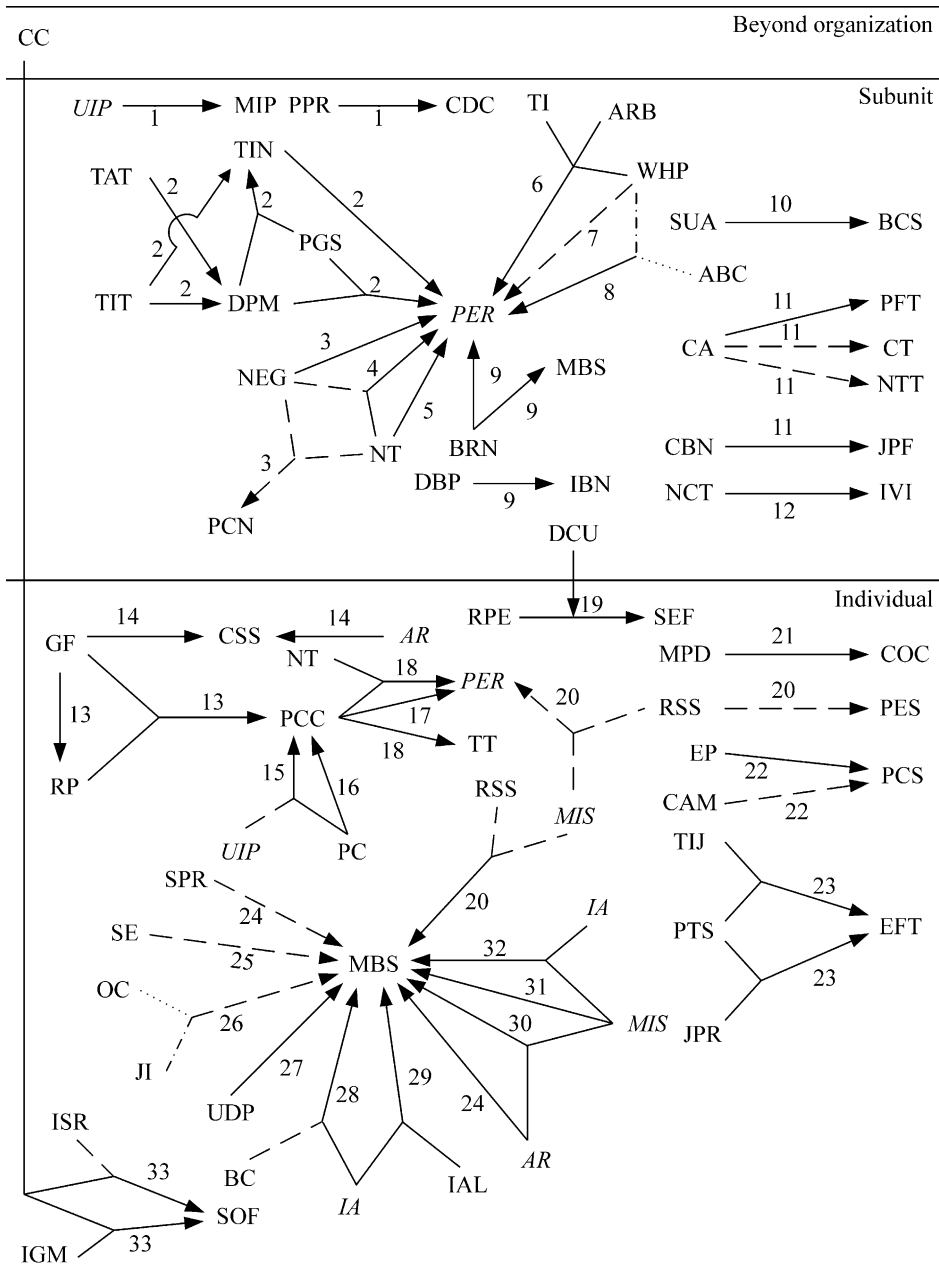 Beyond organization
CC
Subunit
UIP 1 MIP PPR 1 CDC
TI
ARB
TIN
TAT
2
2
2
6
WHP
10
SUA
BCS
2
PGS
7
TIT
2
DPM
2
PER
8
ABC
11
PFT
3
11
CA
CT
NEG
4
9
MBS
11
NTT
5
9
BRN
11
3
NT
CBN
JPF
DBP
9
IBN
NCT
12
IVI
PCN
DCU
Individual
14
14
RPE
19
SEF
GF
CSS
AR
21
NT
18
MPD
COC
PER
20
20
13
13
PCC
17
RSS
PES
18
TT
EP
22
PCS
RP
15
16
RSS
CAM
22
MIS
UIP
PC
TIJ
SPR
20
23
24
IA
SE
PTS
EFT
25
MBS
32
31
23
OC
26
30
MIS
JPR
JI
27
28
29
24
UDP
ISR
AR
33
BC
IA
IAL
SOF
33
IGM